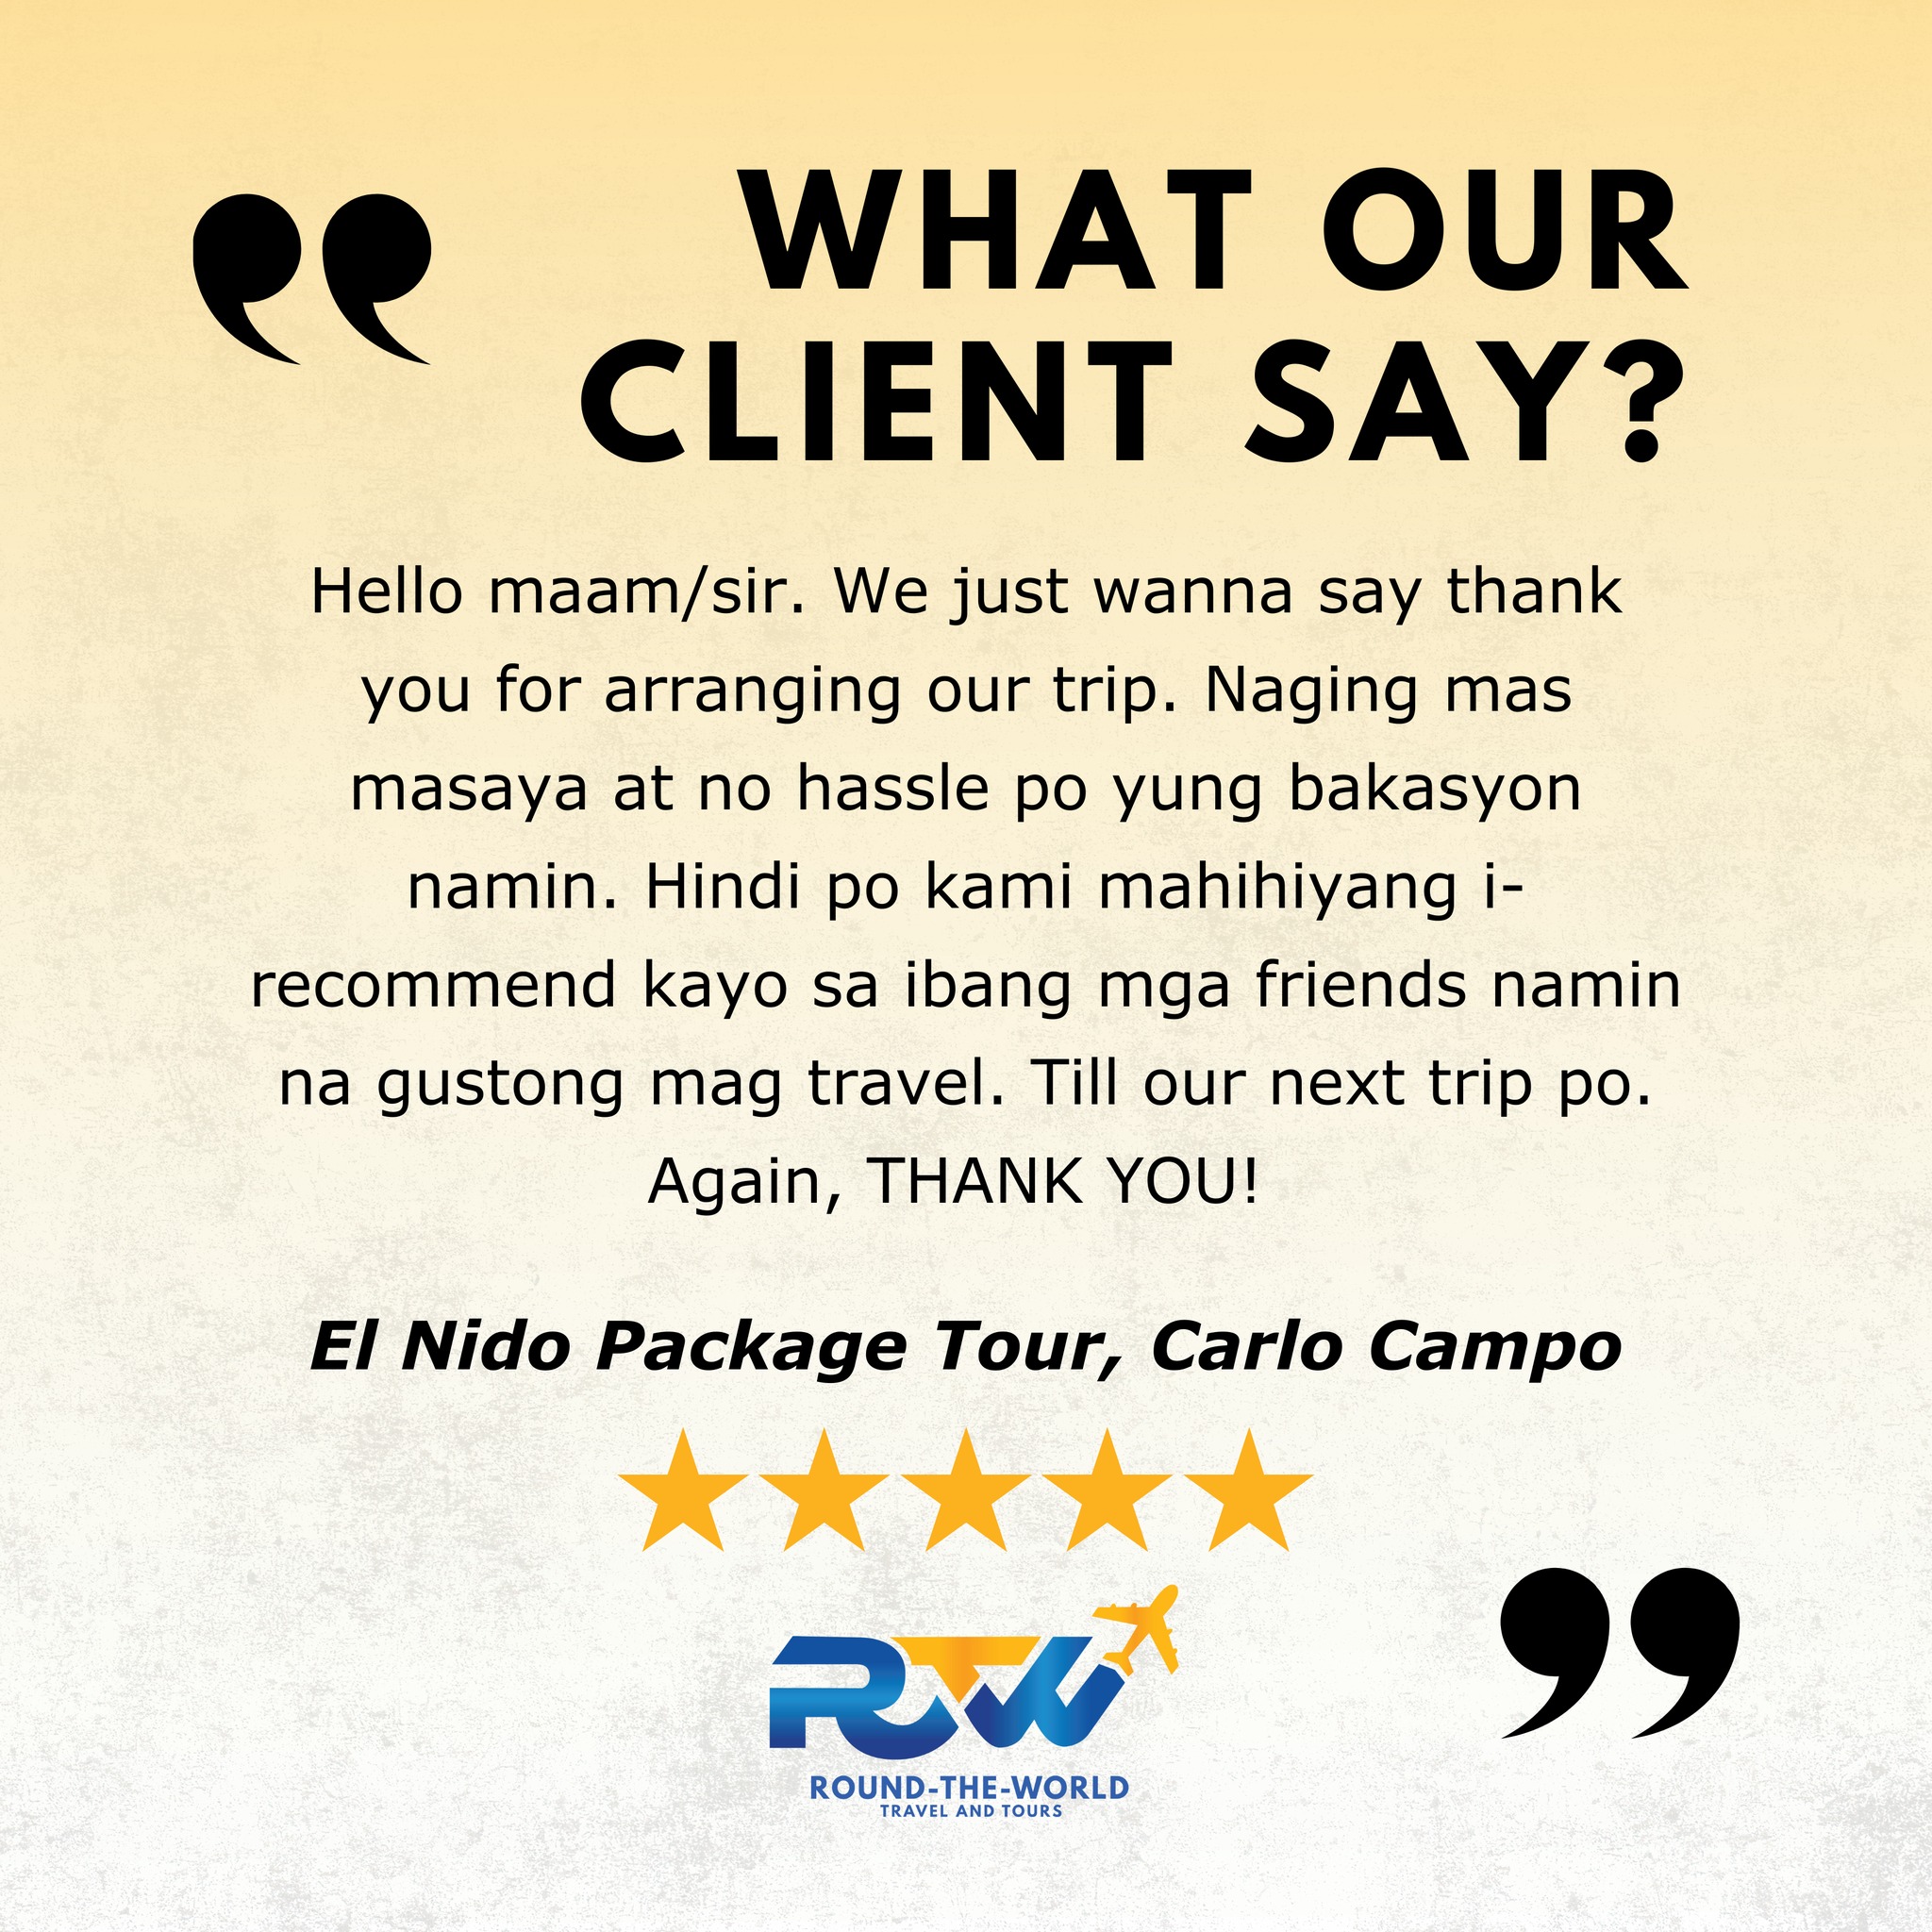 WHAT OUR
CLIENT SAY?
Hello maam/sir. We just wanna say thank
you for arranging our trip. Naging mas
masaya at no hassle po yung bakasyon
namin. Hindi po kami mahihiyang i-
recommend kayo sa ibang mga friends namin
na gustong mag travel. Till our next trip po.
Again, THANK YOU!
El Nido Package Tour, Carlo Campo
RTW
ROUND-THE-WORLD
TRAVEL AND TOURS